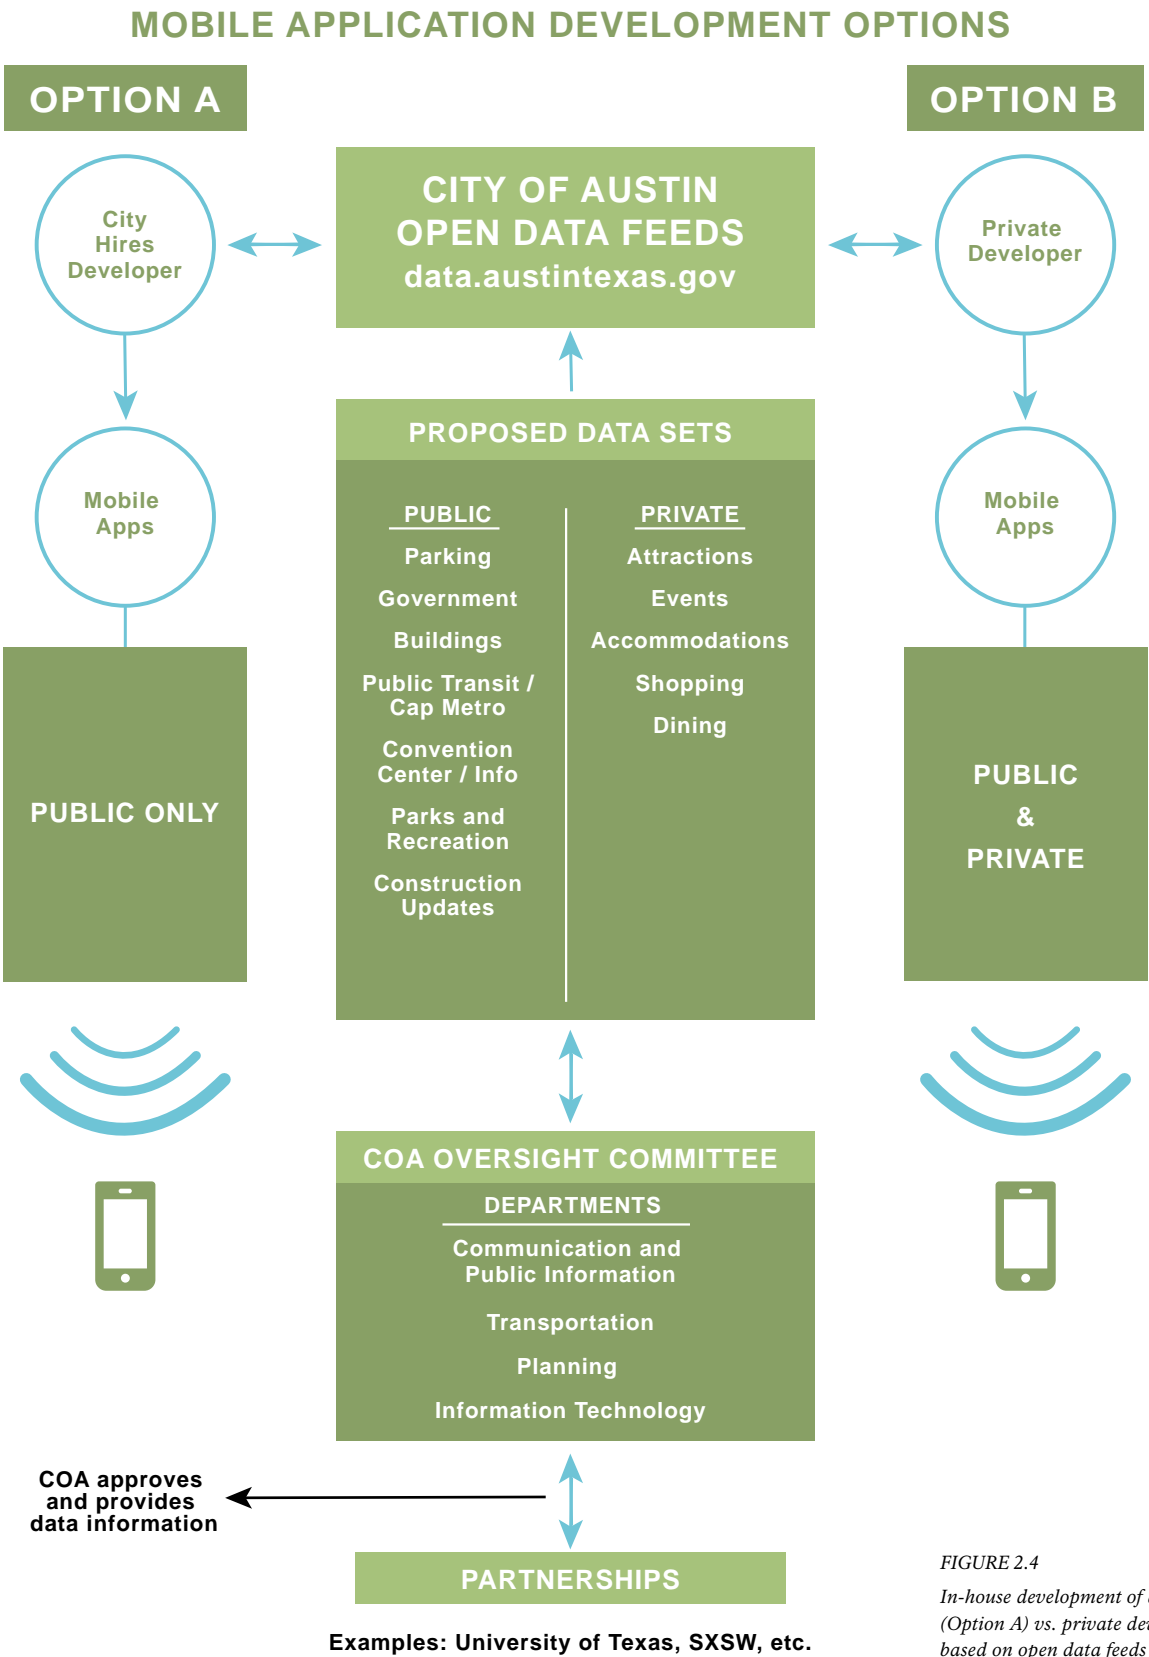 MOBILE APPLICATION DEVELOPMENT OPTIONS
OPTION A
OPTION B
City
Hires
Developer
CITY OF AUSTIN
OPEN DATA FEEDS
data.austintexas.gov
Private
Developer
Mobile
Apps
PROPOSED DATA SETS
PUBLIC
Parking
Government
Buildings
Public Transit /
Cap Metro
Convention
Center / Info
Parks and
Recreation
Construction
Updates
PRIVATE
Attractions
Events
Accommodations
Shopping
Dining
Mobile
Apps
PUBLIC ONLY
PUBLIC
&
PRIVATE
COA OVERSIGHT COMMITTEE
DEPARTMENTS
Communication and
Public Information
Transportation
Planning
Information Technology
COA approves
and provides
data information
PARTNERSHIPS
Examples: University of Texas, SXSW, etc.
FIGURE 2.4
In-house development of
(Option A) vs. private
based on open data feeds